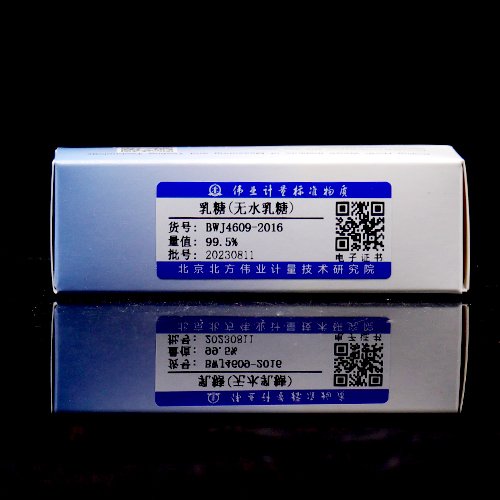 伟业计量标准物质
乳糖(无水乳糖)
货号: BWJ4609-2016
量值: 99.5%
批号: 20230811
电子证书
北京北方伟业计量技术研究院